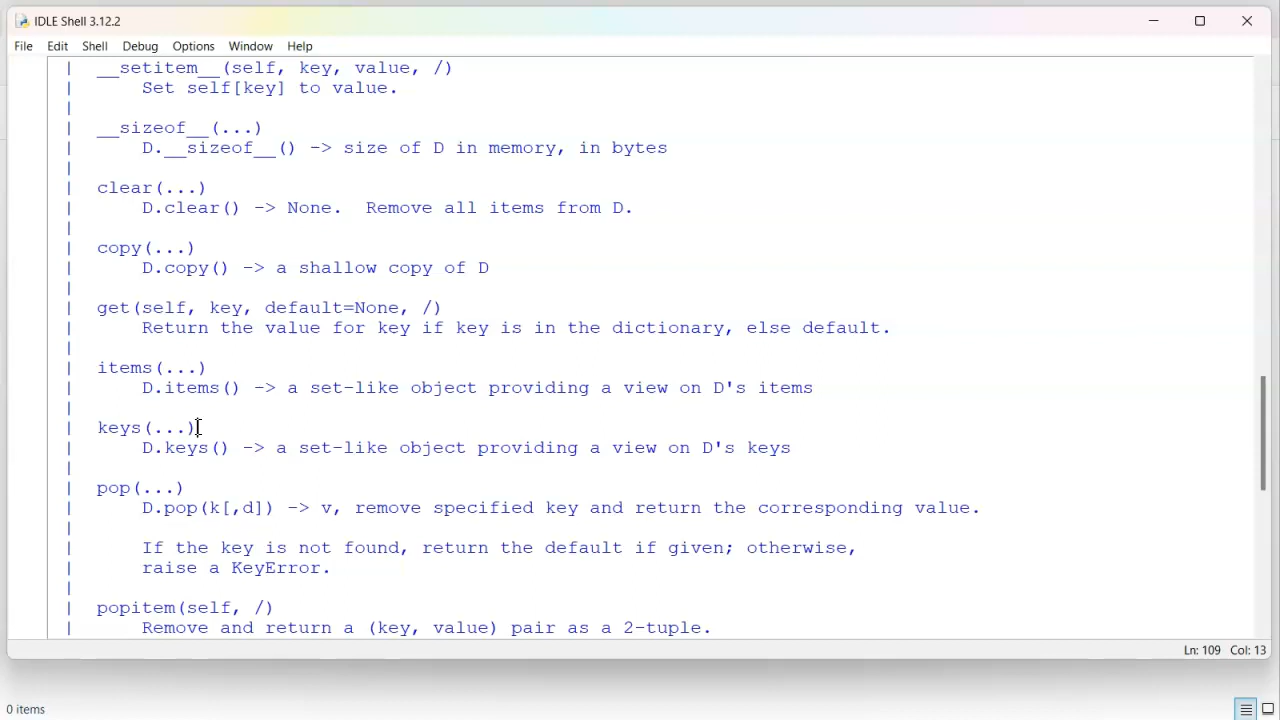 IDLE Shell 3.12.2
File Edit Shell Debug Options Window Help
| __setitem__(self, key, value, /)
| Set self[key] to value.
|
| __sizeof__(...)
| D.__sizeof__() -> size of D in memory, in bytes
|
| clear(...)
| D.clear() -> None.  Remove all items from D.
|
| copy(...)
| D.copy() -> a shallow copy of D
|
| get(self, key, default=None, /)
| Return the value for key if key is in the dictionary, else default.
|
| items(...)
| D.items() -> a set-like object providing a view on D's items
|
| keys(...)
| D.keys() -> a set-like object providing a view on D's keys
|
| pop(...)
| D.pop(k[,d]) -> v, remove specified key and return the corresponding value.
|
| If the key is not found, return the default if given; otherwise,
| raise a KeyError.
|
| popitem(self, /)
| Remove and return a (key, value) pair as a 2-tuple.
Ln: 109 Col: 13
0 items